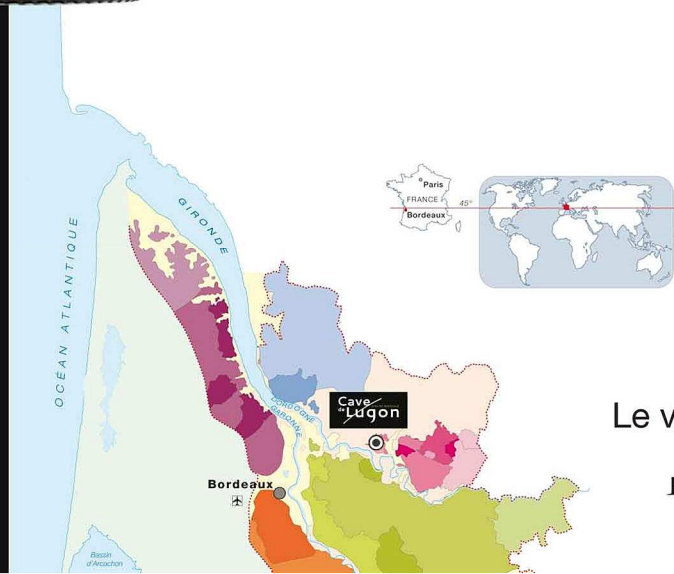 Paris
FRANCE
Bordeaux
45°
GIRONDE
OCÉAN ATLANTIQUE
DORDOGNE
GARONNE
Cave
de Lugon
Le v
Bordeaux
Bassin
d'Arcachon